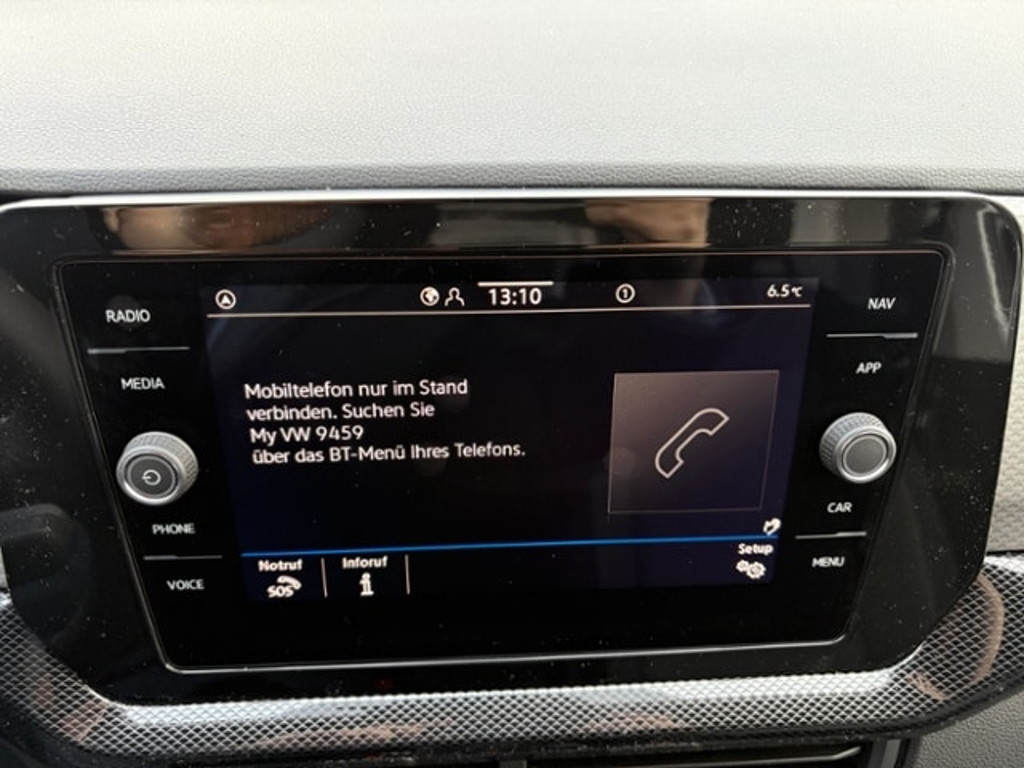 13:10
1
6.5°C
RADIO
MEDIA
PHONE
VOICE
NAV
APP
CAR
MENU
Mobiltelefon nur im Stand
verbinden. Suchen Sie
My VW 9459
über das BT-Menü Ihres Telefons.
Notruf
SOS
Inforuf
i
Setup